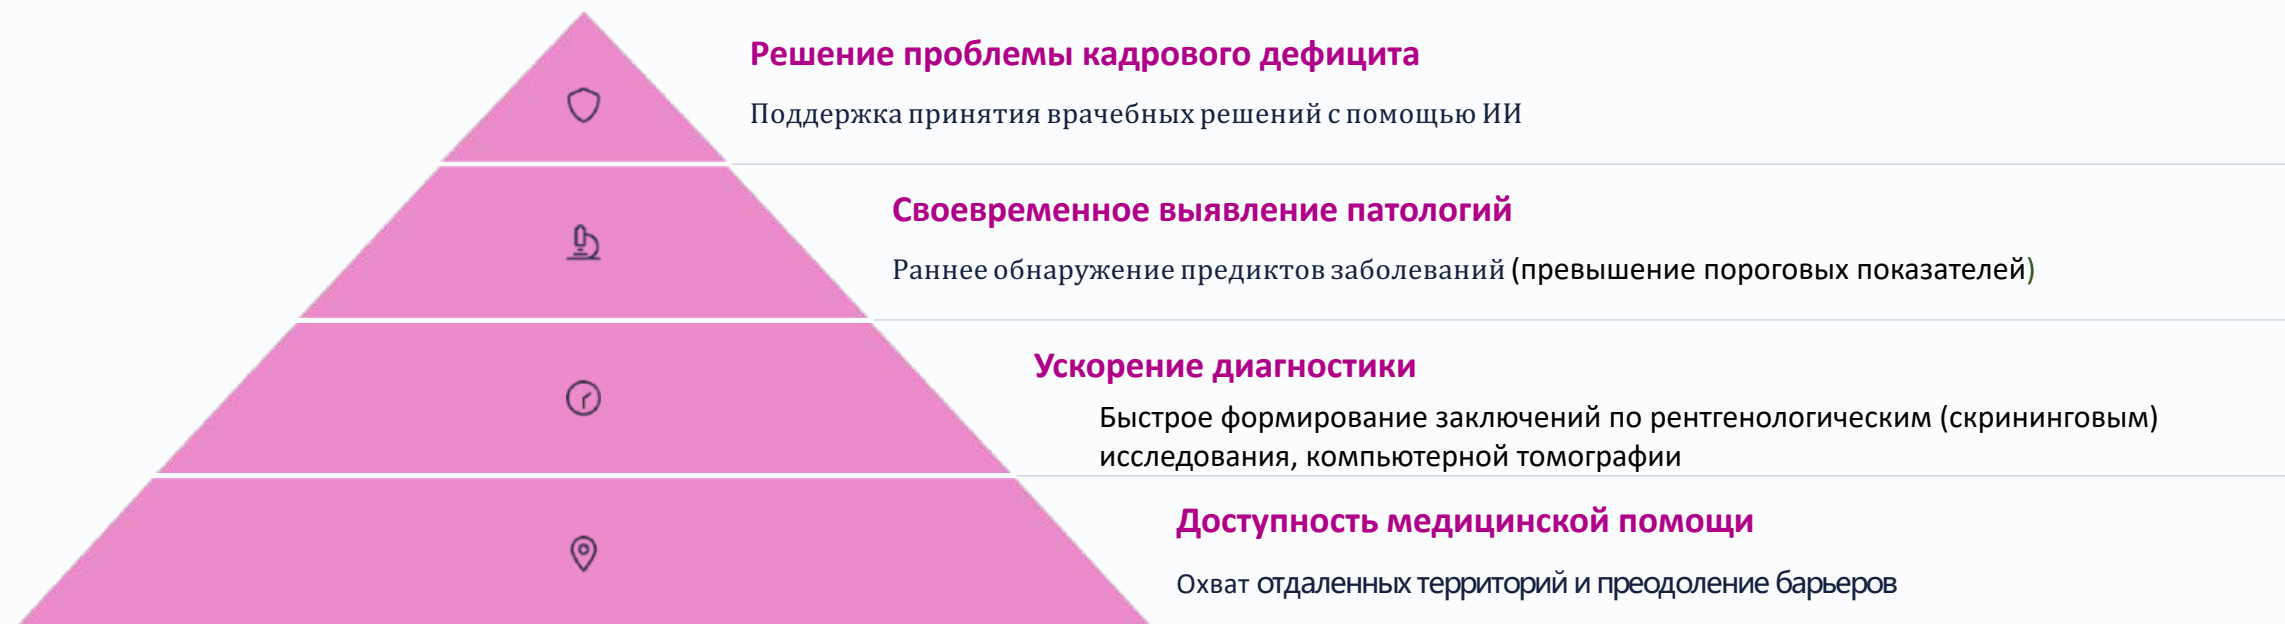 Решение проблемы кадрового дефицита
Поддержка принятия врачебных решений с помощью ИИ
Своевременное выявление патологий
Раннее обнаружение предиктов заболеваний (превышение пороговых показателей)
Ускорение диагностики
Быстрое формирование заключений по рентгенологическим (скрининговым)
исследования, компьютерной томографии
Доступность медицинской помощи
Охват отдаленных территорий и преодоление барьеров